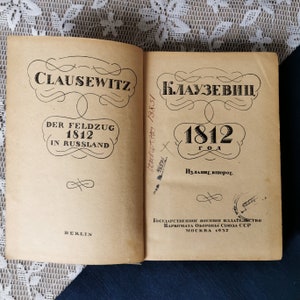 CLAUSEWITZ
DER FELDZUG
1812
IN RUSSLAND
BERLIN
КЛАУЗЕВИЦ
1812
ГОД
Издание второе
Государственное военное издательство
Наркомата Обороны Союза ССР
Москва 1937